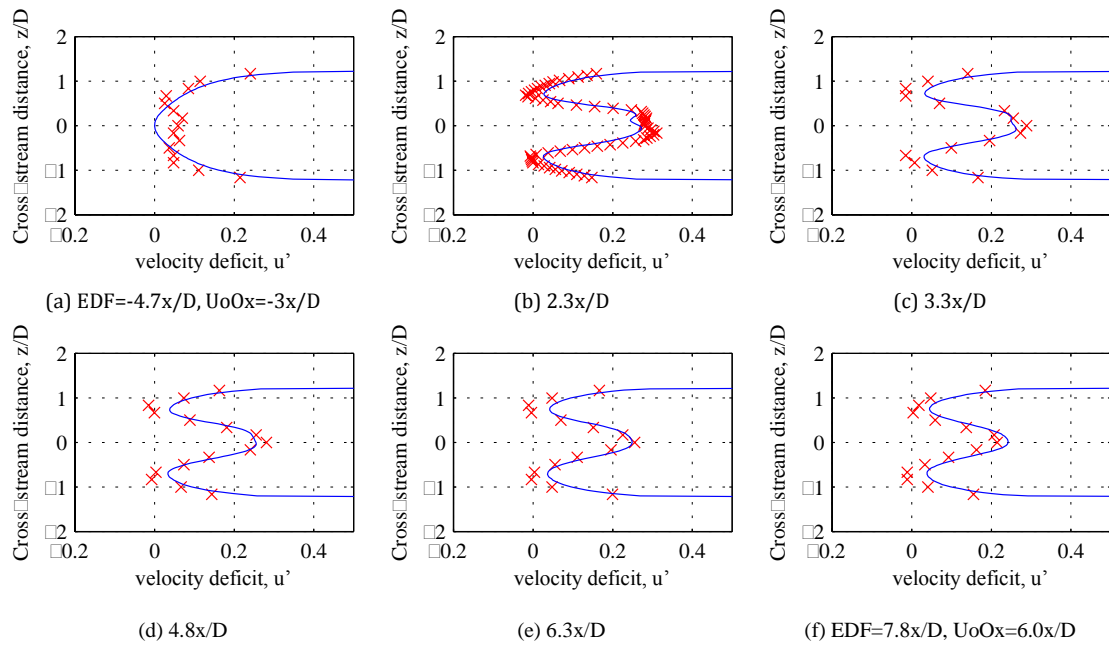 Cross□stream distance, z/D
2
1
0
□1
□2
□0.2 0 0.2 0.4
velocity deficit, u’
(a) EDF=-4.7x/D, UoOx=-3x/D
Cross□stream distance, z/D
2
1
0
□1
□2
□0.2 0 0.2 0.4
velocity deficit, u’
(b) 2.3x/D
Cross□stream distance, z/D
2
1
0
□1
□2
□0.2 0 0.2 0.4
velocity deficit, u’
(c) 3.3x/D
Cross□stream distance, z/D
2
1
0
□1
□2
□0.2 0 0.2 0.4
velocity deficit, u’
(d) 4.8x/D
Cross□stream distance, z/D
2
1
0
□1
□2
□0.2 0 0.2 0.4
velocity deficit, u’
(e) 6.3x/D
Cross□stream distance, z/D
2
1
0
□1
□2
□0.2 0 0.2 0.4
velocity deficit, u’
(f) EDF=7.8x/D, UoOx=6.0x/D